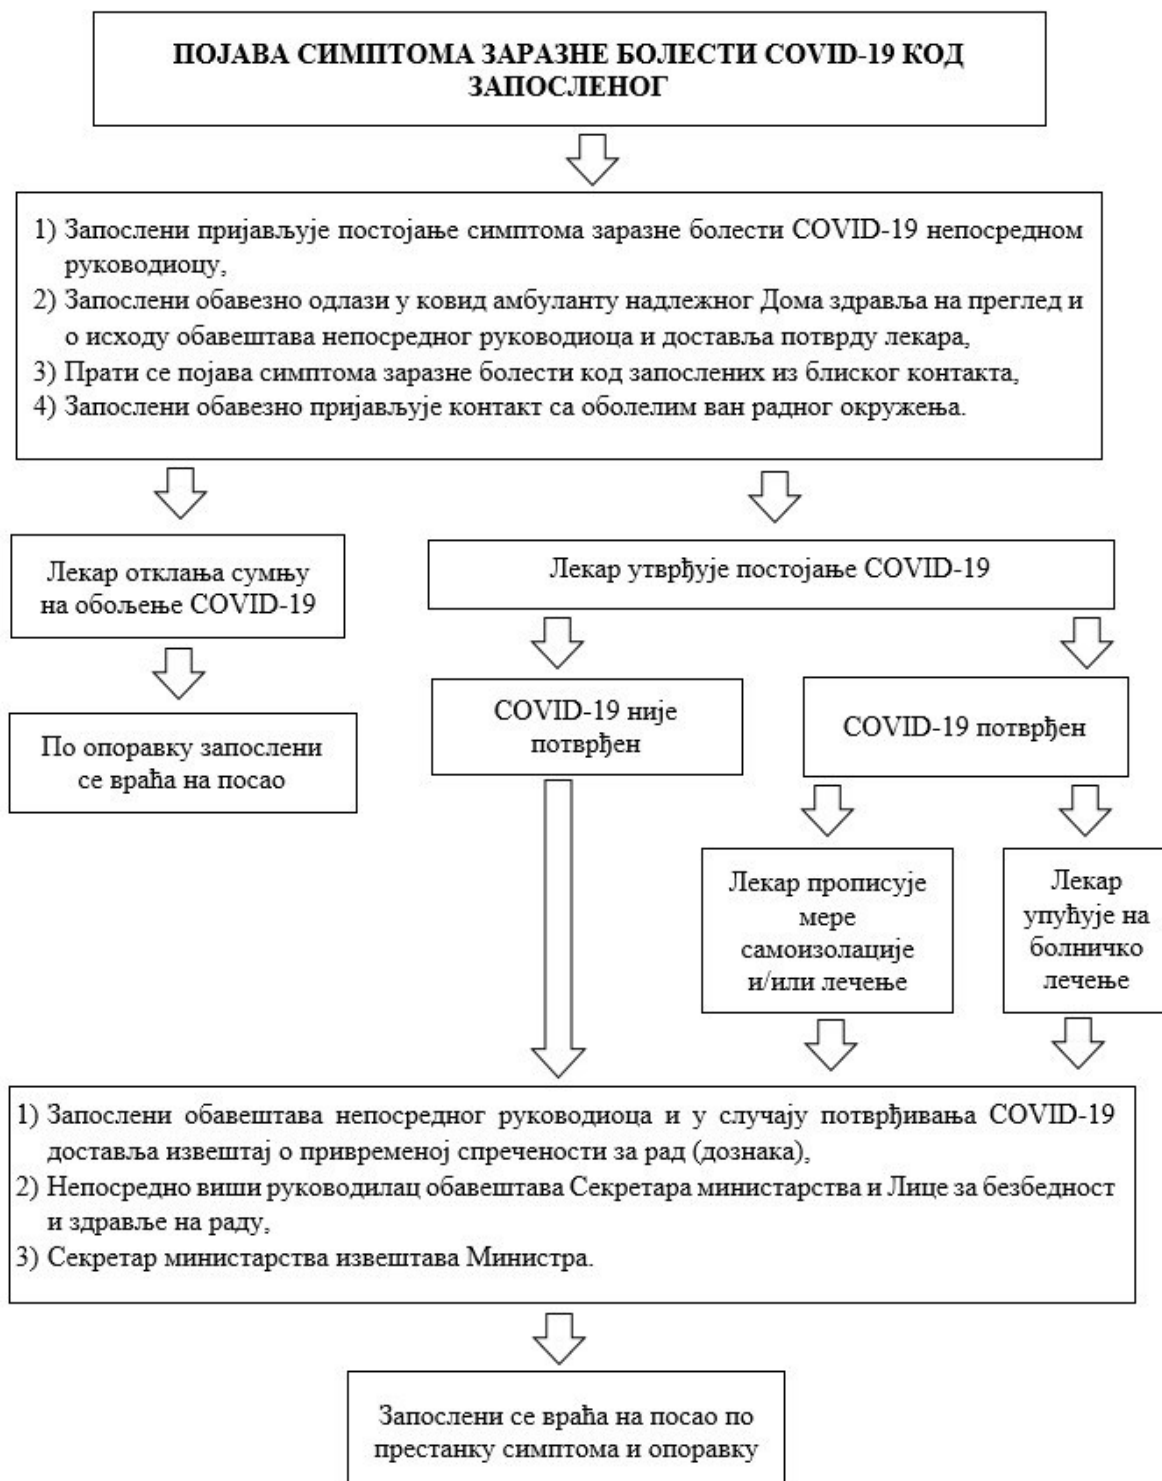 ПОЈАВА СИМПТОМА ЗАРАЗНЕ БОЛЕСТИ COVID-19 КОД
ЗАПОСЛЕНОГ
1) Запослени пријављује постојање симптома заразне болести COVID-19 непосредном
руководиоцу,
2) Запослени обавезно одлази у ковид амбуланту надлежног Дома здравља на преглед и
о исходу обавештава непосредног руководиоца и доставља потврду лекара,
3) Прати се појава симптома заразне болести код запослених из блиског контакта,
4) Запослени обавезно пријављује контакт са оболелим ван радног окружења.
Лекар отклања сумњу
на обољење COVID-19
Лекар утврђује постојање COVID-19
По опоравку запослени
се враћа на посао
COVID-19 није
потврђен
COVID-19 потврђен
Лекар прописује
мере
самоизолације
и/или лечење
Лекар
упућује на
болничко
лечење
1) Запослени обавештава непосредног руководиоца и у случају потврђивања COVID-19
доставља извештај о привременој спречености за рад (дознака),
2) Непосредно виши руководилац обавештава Секретара министарства и Лице за безбедност
и здравље на раду,
3) Секретар министарства извештава Министра.
Запослени се враћа на посао по
престанку симптома и опоравку